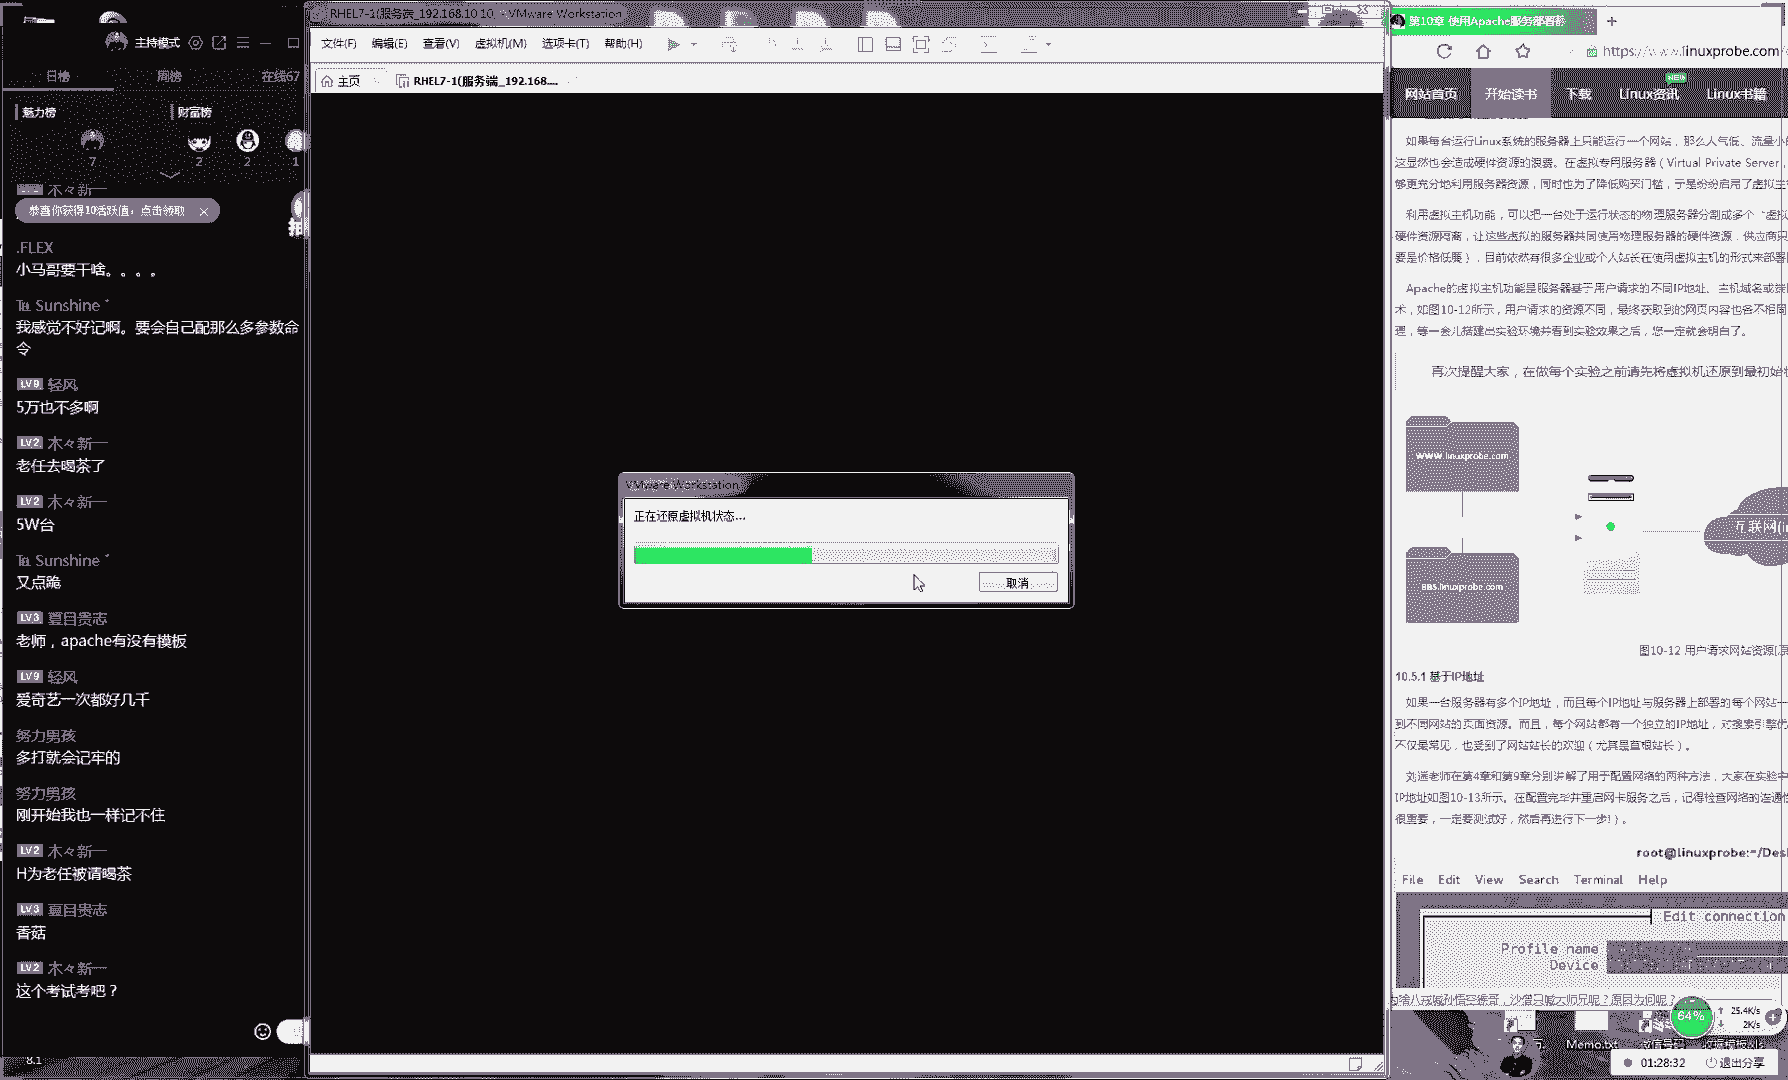 主持模式
日榜 周榜 在线67
魅力榜 财富榜
7 2 2 1
木々新一
恭喜你获得10活跃值，点击领取
.FLEX
小马哥要干啥。。。。
Sunshine
我感觉不好记啊。要会自己配那么多参数命
令
LV9 轻风
5万也不多啊
LV2 木々新一
老任去喝茶了
LV2 木々新一
5W台
Sunshine
又点跪
LV3 夏目贵志
老师，apache有没有模板
LV9 轻风
爱奇艺一次都好几千
努力男孩
多打就会记牢的
努力男孩
刚开始我也一样记不住
LV2 木々新一
H为老任被请喝茶
LV3 夏目贵志
香菇
LV2 木々新一
这个考试考吧？
8.1
RHEL7-1(服务端_192.168.10.10 - VMware Workstation
文件(F) 编辑(E) 查看(V) 虚拟机(M) 选项卡(T) 帮助(H)
主页
RHEL7-1(服务端_192.168....
VMware Workstation
正在还原虚拟机状态...
取消
第10章 使用Apache服务部署静
https://www.linuxprobe.com
网站首页 开始读书 下载 Linux资讯 Linux书籍
NEW
如果每台运行Linux系统的服务器上只能运行一个网站，那么人气低、流量小的
这显然也会造成硬件资源的浪费。在虚拟专用服务器（Virtual Private Server，
够更充分地利用服务器资源，同时也为了降低购买门槛，于是纷纷启用了虚拟主
利用虚拟主机功能，可以把一台处于运行状态的物理服务器分割成多个“虚拟
硬件资源隔离，让这些虚拟的服务器共同使用物理服务器的硬件资源，供应商只
要是价格低廉），目前依然有很多企业或个人站长在使用虚拟主机的形式来部署
Apache的虚拟主机功能是服务器基于用户请求的不同IP地址、主机域名或
术，如图10-12所示，用户请求的资源不同，最终获取到的网页内容也各不相同
理，等一会儿搭建出实验环境并看到实验效果之后，您一定就会明白了。
再次提醒大家，在做每个实验之前请先将虚拟机还原到最初始
www.linuxprobe.com
BBS.linuxprobe.com
互联网
图10-12 用户请求网站资源
10.5.1 基于IP地址
如果一台服务器有多个IP地址，而且每个IP地址与服务器上部署的每个网站一
到不同网站的页面资源。而且，每个网站都有一个独立的IP地址，对搜索引擎优
不仅最常见，也受到了网站站长的欢迎（尤其是草根站长）。
刘遄老师在第4章和第9章分别讲解了用于配置网络的两种方法，大家在实验中
IP地址如图10-13所示。在配置完毕并重启网卡服务之后，记得检查网络的连通性
很重要，一定要测试好，然后再进行下一步!）。
root@linuxprobe:~/Des
File Edit View Search Terminal Help
Edit connection
Profile name
Device
64%
25.4K/s
2K/s
Memo.txt
01:28:32 退出分享